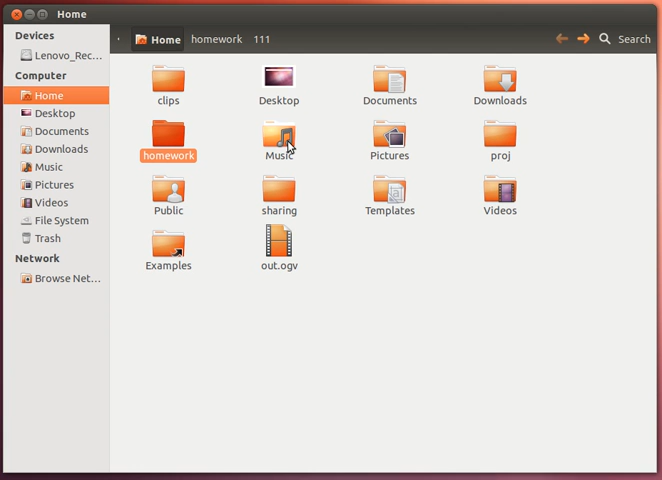 Home
Devices
Lenovo_Rec...
Computer
Home
Desktop
Documents
Downloads
Music
Pictures
Videos
File System
Trash
Network
Browse Net...
Home homework 111 Search
clips Desktop Documents Downloads
homework Music Pictures proj
Public sharing Templates Videos
Examples out.ogv